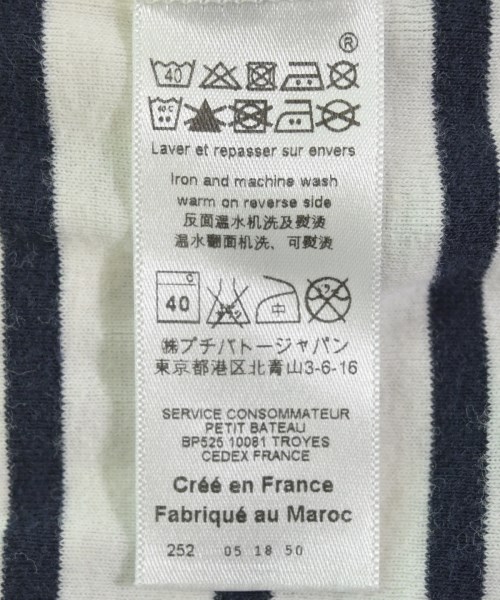 ®
40
40°C
Laver et repasser sur envers
Iron and machine wash
warm on reverse side
反面温水机洗及熨烫
温水翻面机洗、可熨烫
C
40 中
㈱プチバトージャパン
東京都港区北青山3-6-16
SERVICE CONSOMMATEUR
PETIT BATEAU
BP525 10081 TROYES
CEDEX FRANCE
Créé en France
Fabriqué au Maroc
252 05 18 50